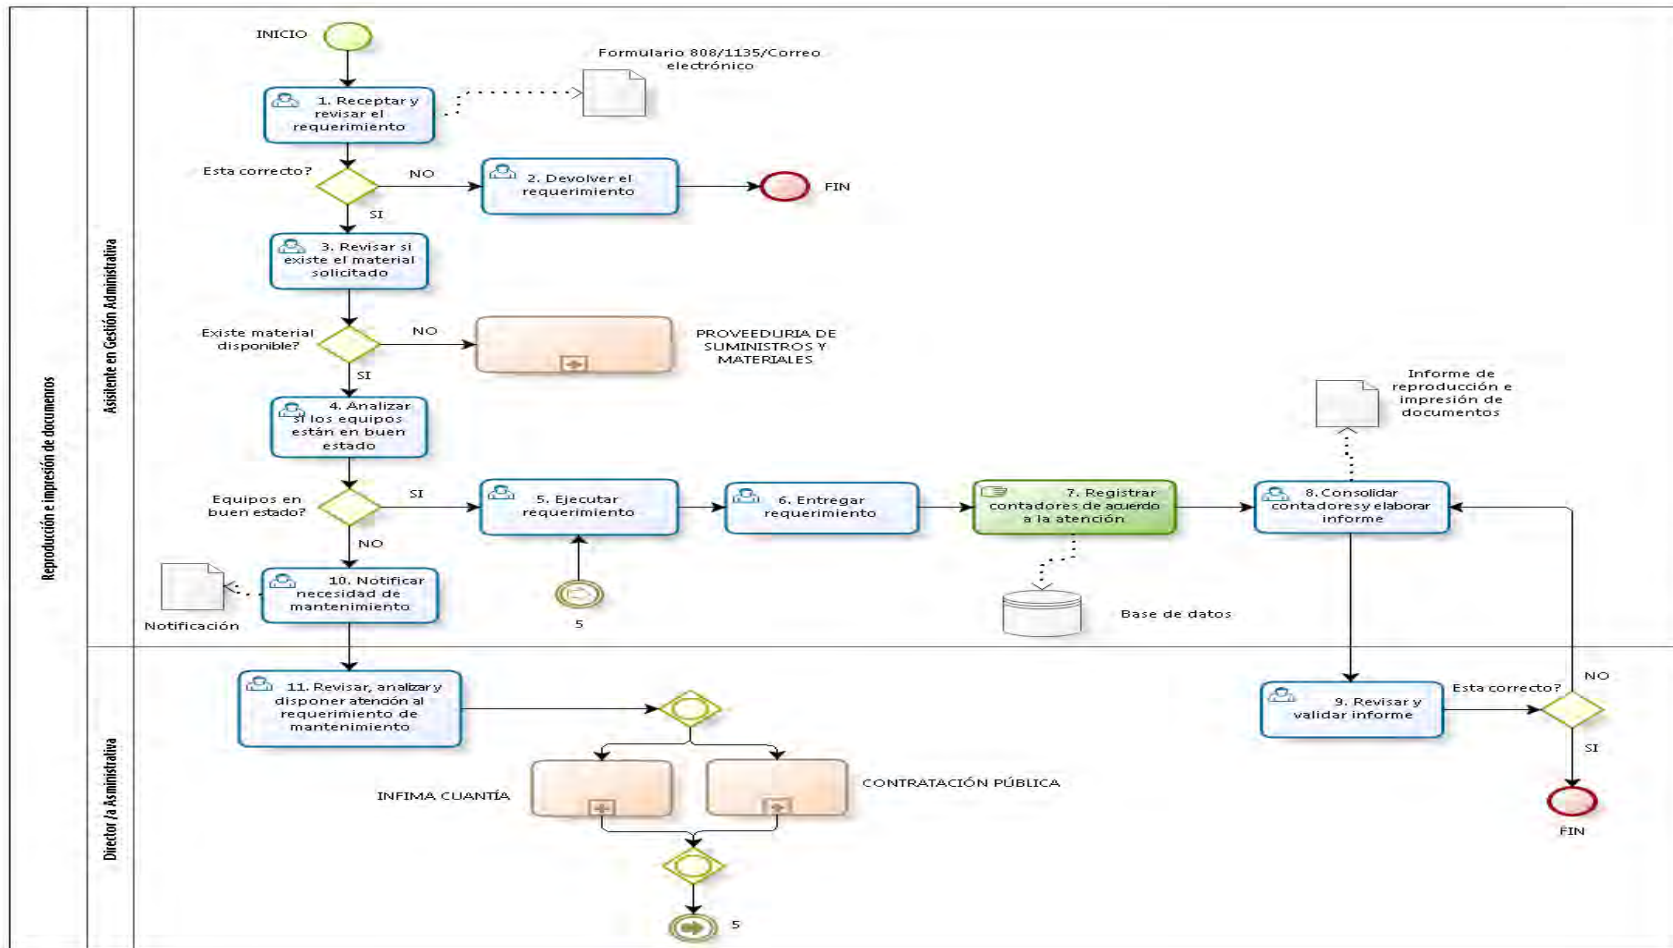 Reproducción e impresión de documentos
Asisitente en Gestión Administrativa
INICIO
Formulario 808/1135/Correo
electrónico
1. Receptar y
revisar el
requerimiento
Esta correcto?
NO
2. Devolver el
requerimiento
FIN
SI
3. Revisar si
existe el material
solicitado
Existe material
disponible?
NO
PROVEEDURIA DE
SUMINISTROS Y
MATERIALES
SI
4. Analizar
si los equipos
están en buen
estado
Informe de
reproducción e
impresión de
documentos
Equipos en
buen estado?
SI
5. Ejecutar
requerimiento
6. Entregar
requerimiento
7. Registrar
contadores de acuerdo
a la atención
8. Consolidar
contadores y elaborar
informe
NO
10. Notificar
necesidad de
mantenimiento
Notificación
5
Base de datos
Director /a Asministrativa
11. Revisar, analizar y
disponer atención al
requerimiento de
mantenimiento
9. Revisar y
validar informe
Esta correcto?
NO
SI
INFIMA CUANTÍA
CONTRATACIÓN PÚBLICA
FIN
5